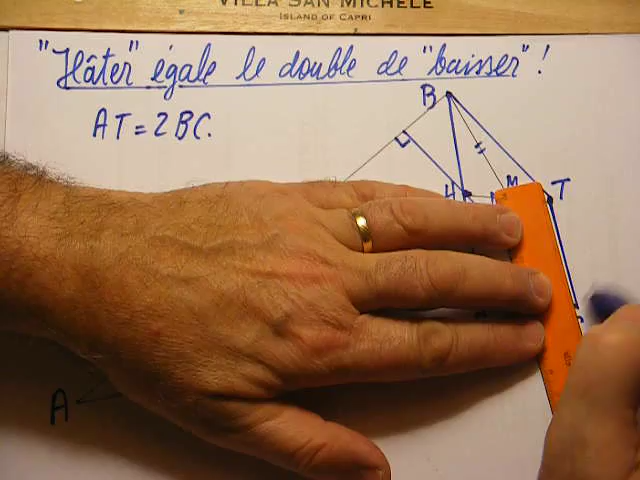 VILLA SAN MICHELE
ISLAND OF CAPRI
"Hâter" égale le double de "baisser" !
AT = 2BC.
B
H
M
T
A